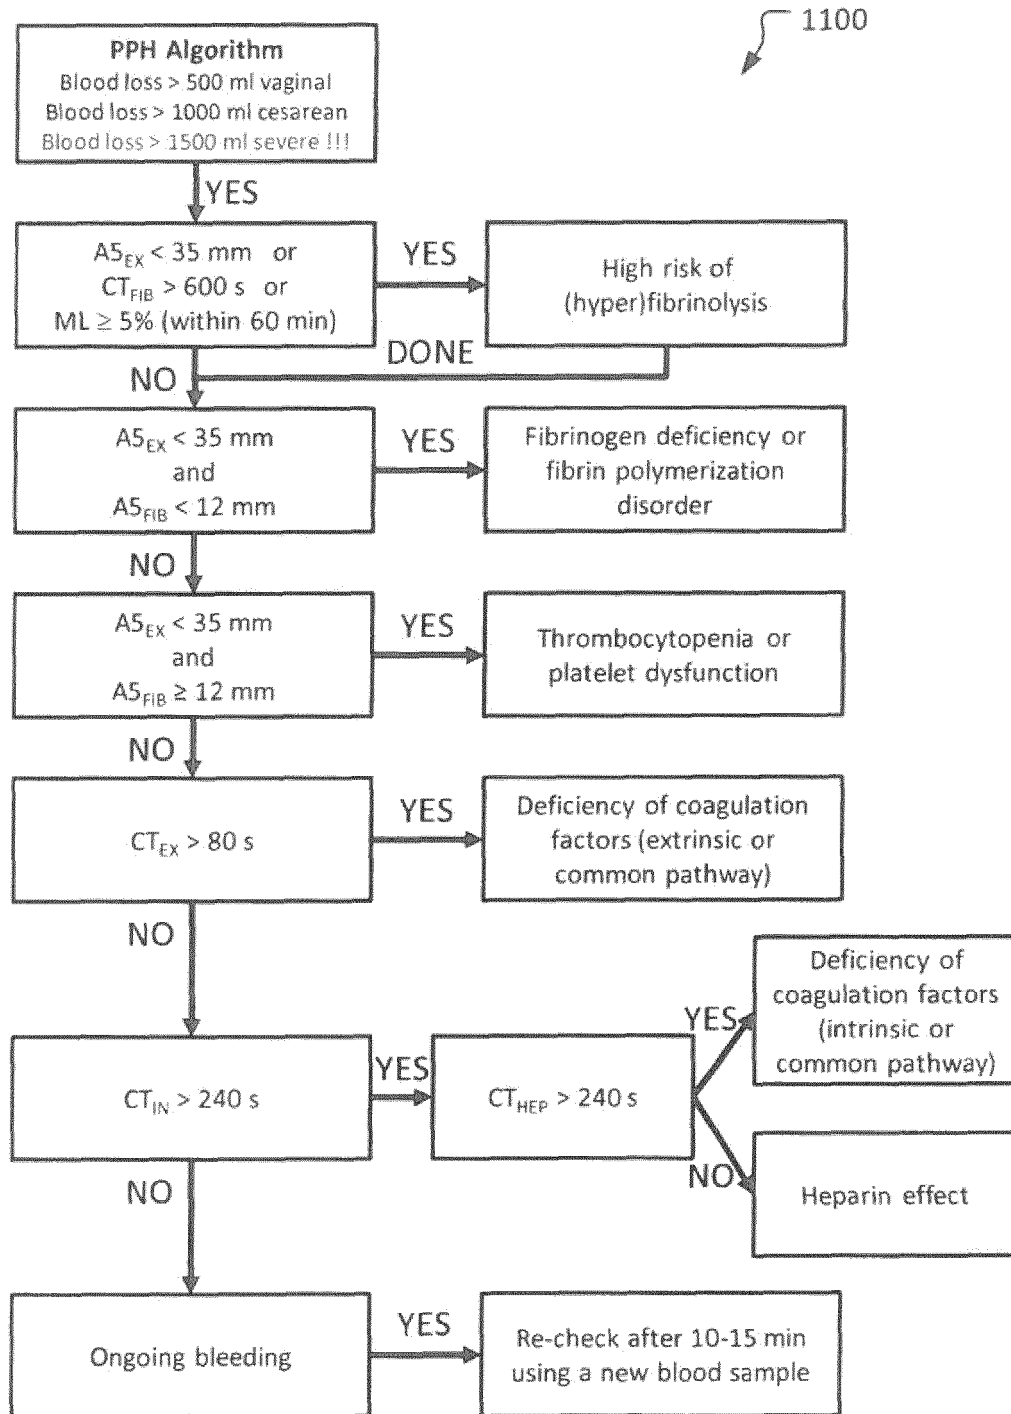 1100
PPH Algorithm
Blood loss > 500 ml vaginal
Blood loss > 1000 ml cesarean
Blood loss > 1500 ml severe !!!
YES
A5EX < 35 mm or
CTFIB > 600 s or
ML ≥ 5% (within 60 min)
YES
High risk of
(hyper)fibrinolysis
DONE
NO
A5EX < 35 mm
and
A5FIB < 12 mm
YES
Fibrinogen deficiency or
fibrin polymerization
disorder
NO
A5EX < 35 mm
and
A5FIB ≥ 12 mm
YES
Thrombocytopenia or
platelet dysfunction
NO
CTEX > 80 s
YES
Deficiency of coagulation
factors (extrinsic or
common pathway)
NO
CTIN > 240 s
YES
CTHEP > 240 s
YES
Deficiency of
coagulation factors
(intrinsic or
common pathway)
NO
Heparin effect
NO
Ongoing bleeding
YES
Re-check after 10-15 min
using a new blood sample